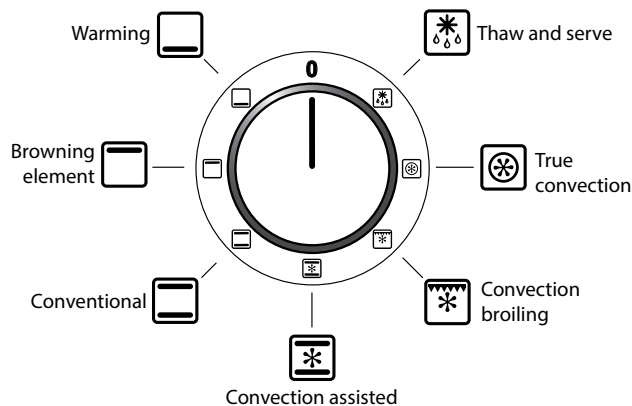 Warming
0
Thaw and serve
Browning
element
True
convection
Conventional
Convection
broiling
Convection assisted